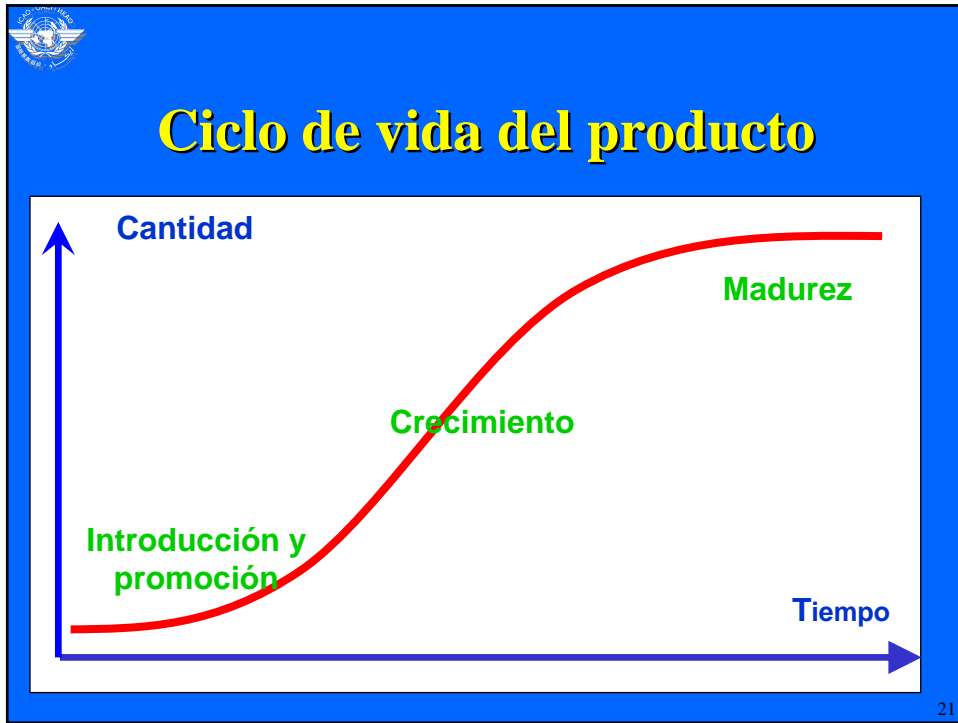 Ciclo de vida del producto
Cantidad
Madurez
Crecimiento
Introducción y
promoción
Tiempo
21